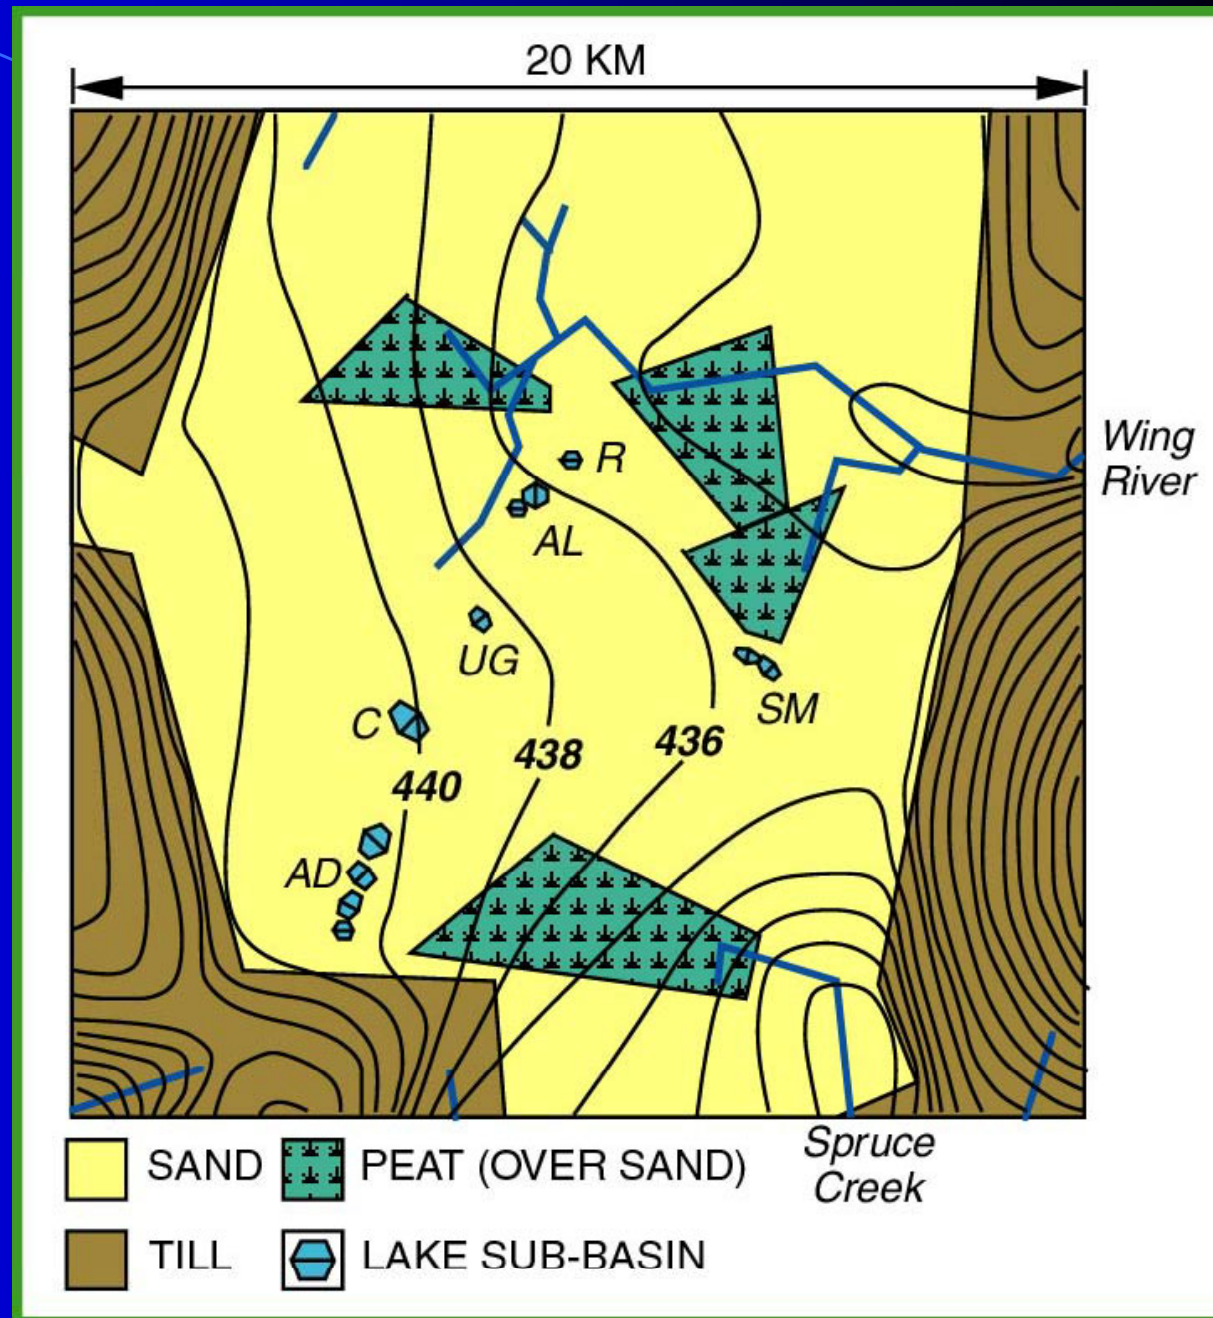 20 KM
Wing
River
R
AL
UG
SM
C
438
436
440
AD
Spruce
Creek
SAND
PEAT (OVER SAND)
TILL
LAKE SUB-BASIN